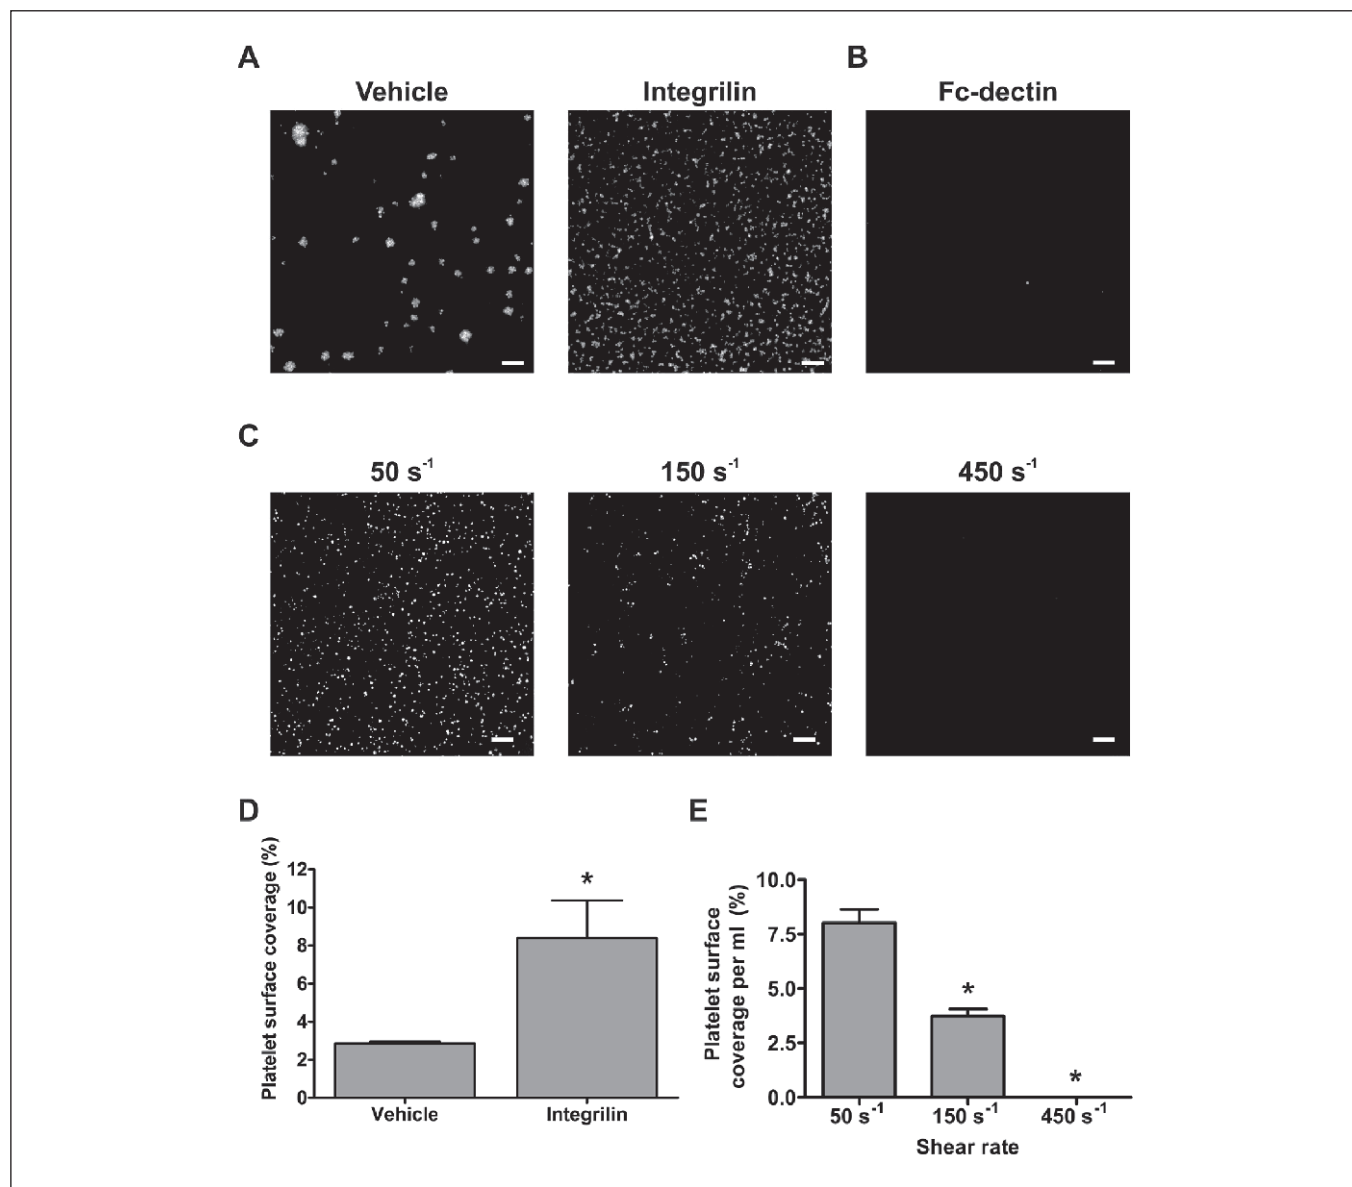 A
B
Vehicle
Integrilin
Fc-dectin
C
50 s⁻¹
150 s⁻¹
450 s⁻¹
D
E
Platelet surface coverage (%)
12
10
8
6
4
2
0
*
Vehicle
Integrilin
Platelet surface
coverage per ml (%)
10.0
7.5
5.0
2.5
0.0
*
*
50 s⁻¹
150 s⁻¹
450 s⁻¹
Shear rate